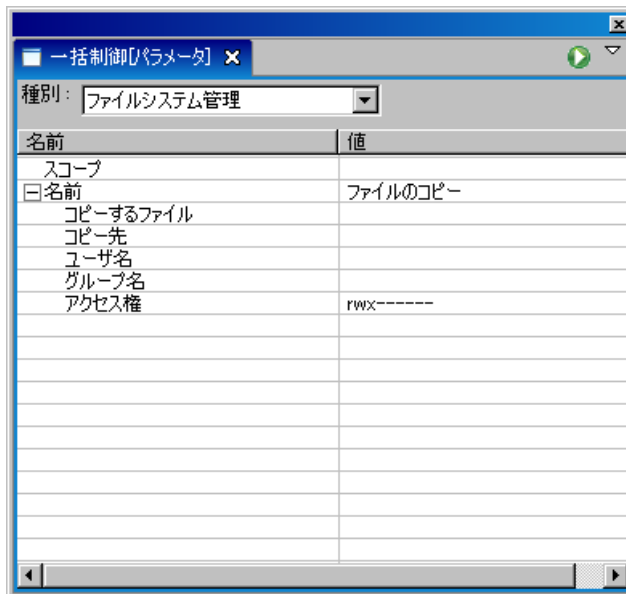 一括制御[パラメータ]
種別: ファイルシステム管理
名前 値
スコープ
名前 ファイルのコピー
コピーするファイル
コピー先
ユーザ名
グループ名
アクセス権 rwx------